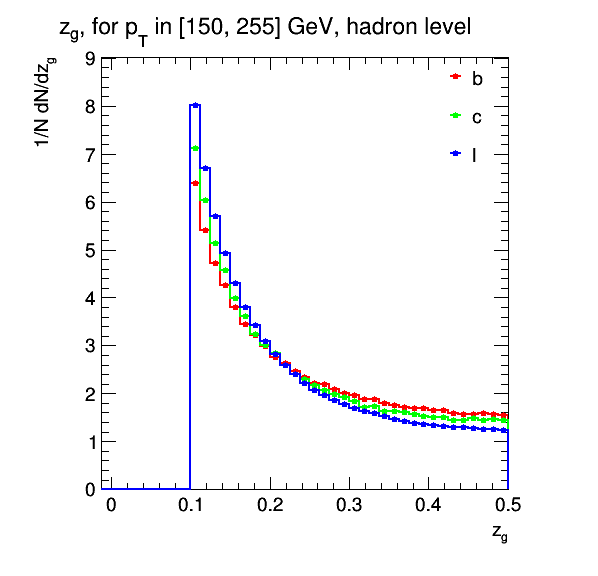 z_g, for p_T in [150, 255] GeV, hadron level
1/N dN/dz_g
9
8
7
6
5
4
3
2
1
0
b
c
l
0 0.1 0.2 0.3 0.4 0.5
z_g